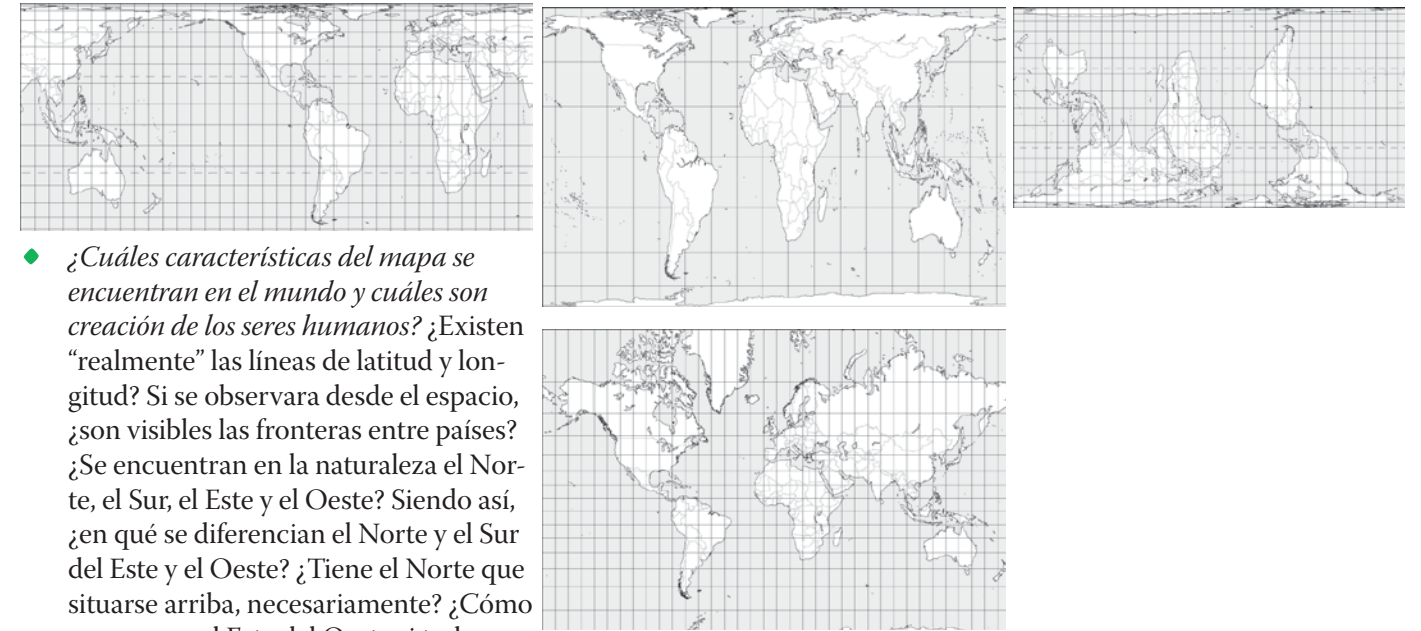 ¿Cuáles características del mapa se
encuentran en el mundo y cuáles son
creación de los seres humanos? ¿Existen
“realmente” las líneas de latitud y lon-
gitud? Si se observara desde el espacio,
¿son visibles las fronteras entre países?
¿Se encuentran en la naturaleza el Nor-
te, el Sur, el Este y el Oeste? Siendo así,
¿en qué se diferencian el Norte y el Sur
del Este y el Oeste? ¿Tiene el Norte que
situarse arriba, necesariamente? ¿Cómo